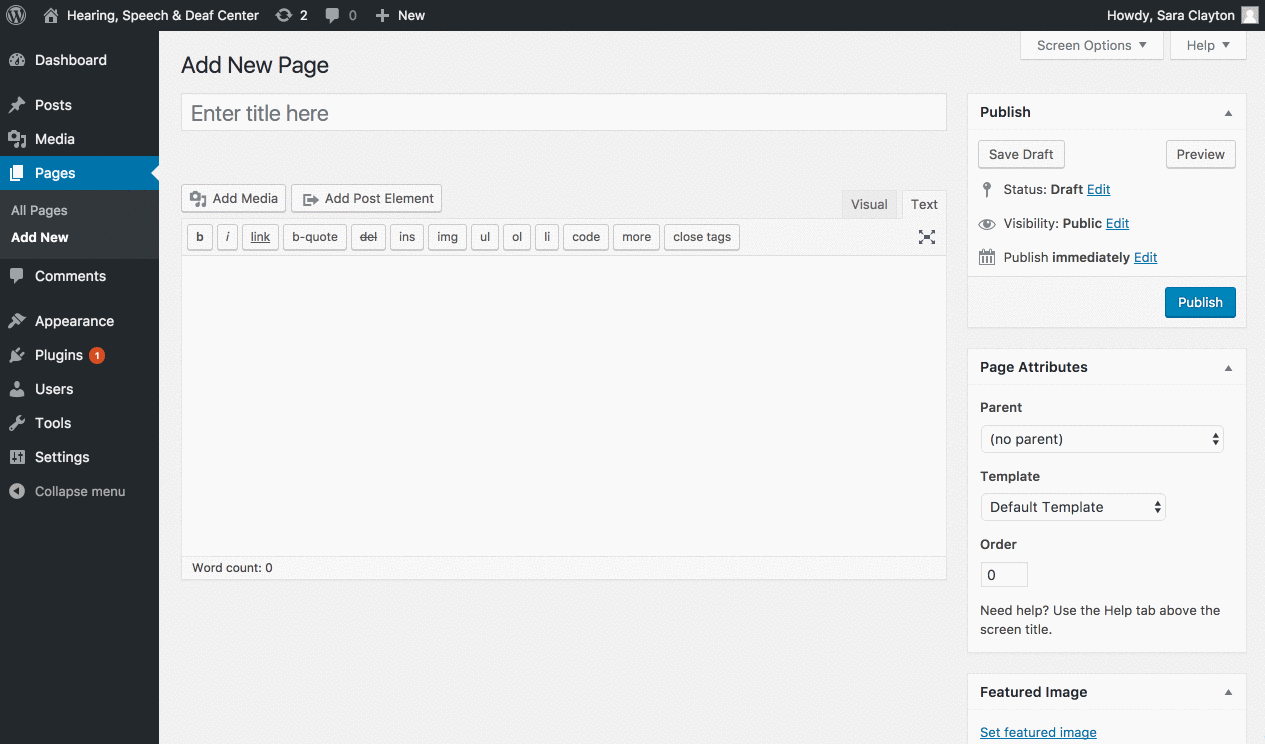 Hearing, Speech & Deaf Center 2 0 New Howdy, Sara Clayton
Dashboard
Posts
Media
Pages
All Pages
Add New
Comments
Appearance
Plugins 1
Users
Tools
Settings
Collapse menu
Screen Options Help
Add New Page
Enter title here
Add Media Add Post Element
Visual Text
b i link b-quote del ins img ul ol li code more close tags
Word count: 0
Publish
Save Draft Preview
Status: Draft Edit
Visibility: Public Edit
Publish immediately Edit
Publish
Page Attributes
Parent
(no parent)
Template
Default Template
Order
0
Need help? Use the Help tab above the
screen title.
Featured Image
Set featured image